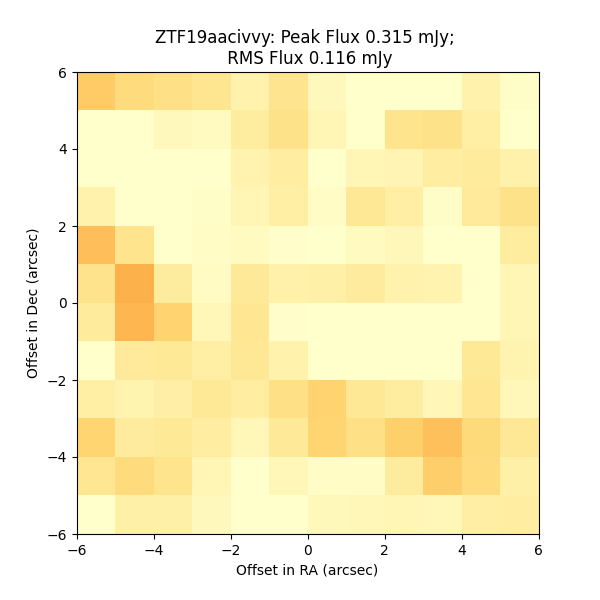 ZTF19aacivvy: Peak Flux 0.315 mJy;
RMS Flux 0.116 mJy
6
4
2
0
−2
−4
−6
Offset in Dec (arcsec)
−6 −4 −2 0 2 4 6
Offset in RA (arcsec)